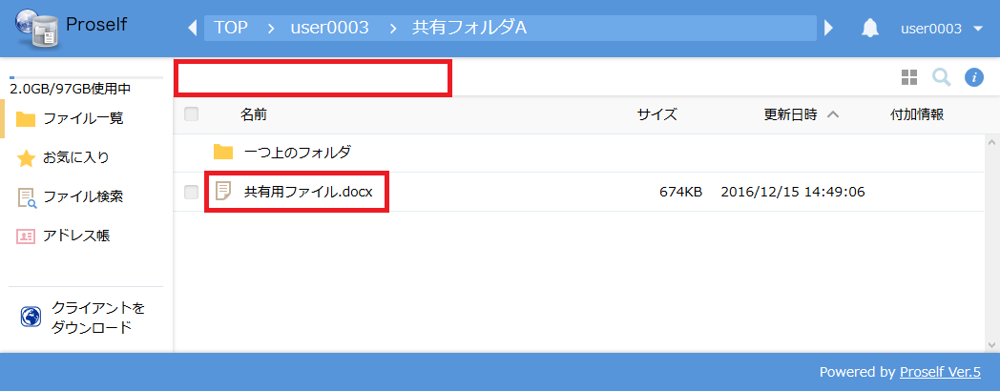 Proself
TOP > user0003 > 共有フォルダA
user0003
2.0GB/97GB使用中
ファイル一覧
お気に入り
ファイル検索
アドレス帳
クライアントを
ダウンロード
名前 サイズ 更新日時 付加情報
一つ上のフォルダ
共有用ファイル.docx 674KB 2016/12/15 14:49:06
Powered by Proself Ver.5